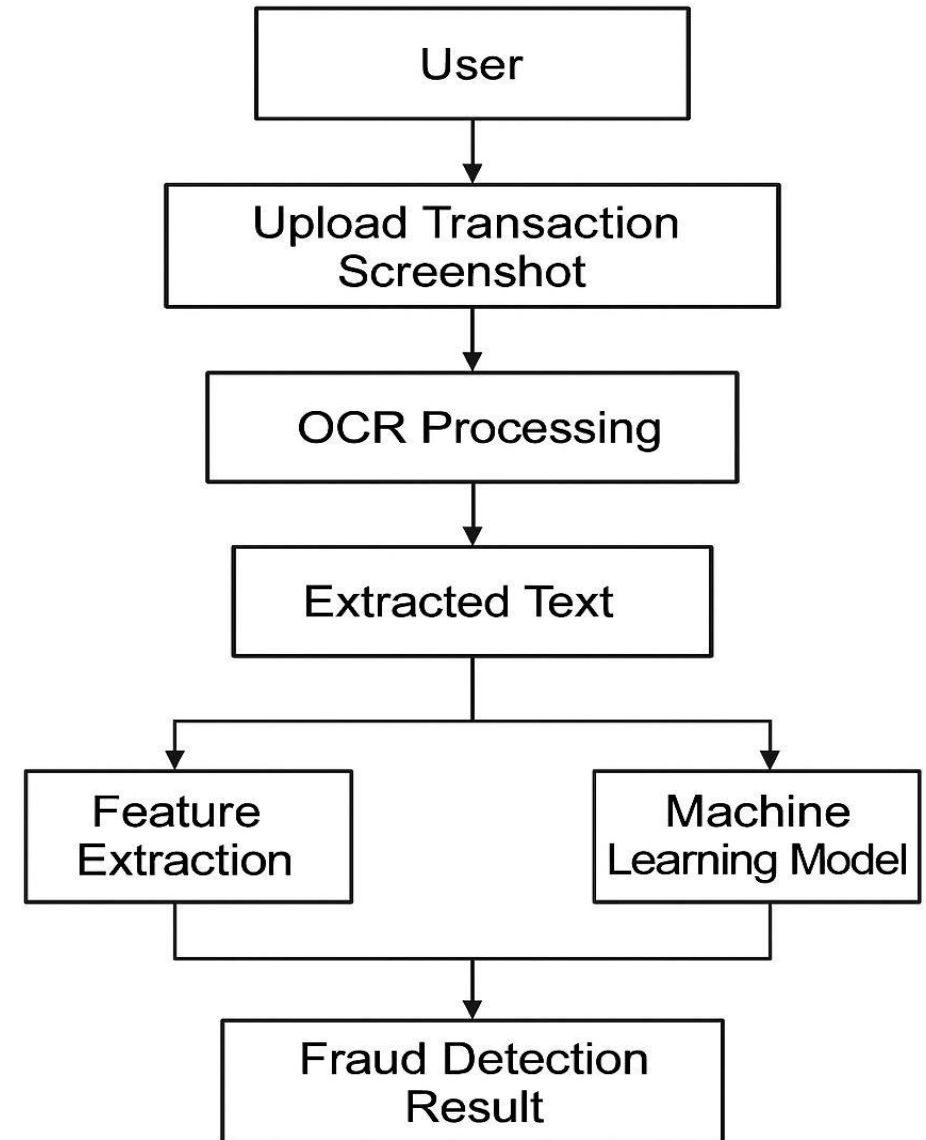 User
Upload Transaction
Screenshot
OCR Processing
Extracted Text
Feature
Extraction
Machine
Learning Model
Fraud Detection
Result